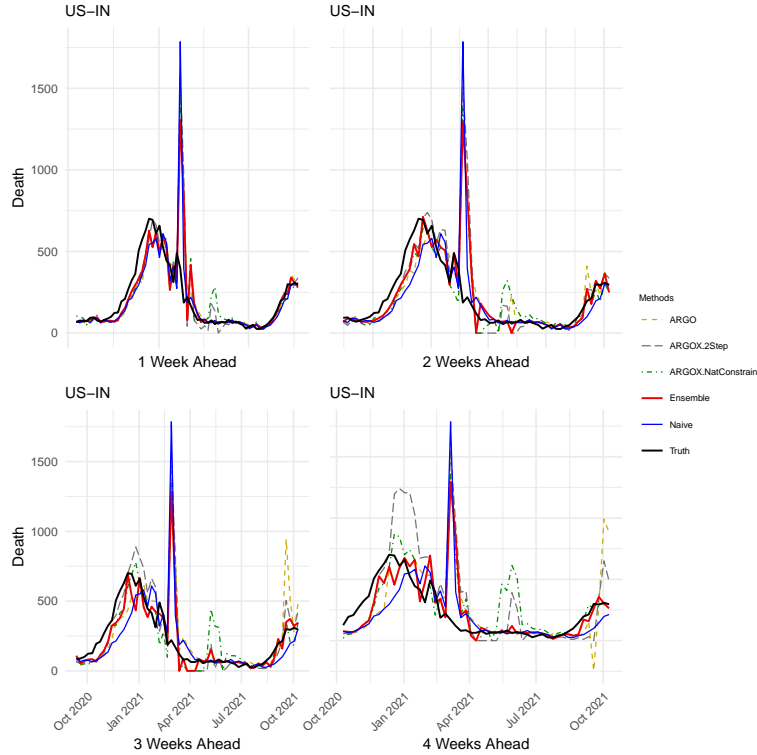 US−IN
US−IN
1500
1000
500
0
Death
1 Week Ahead
2 Weeks Ahead
Methods
ARGO
ARGOX.2Step
ARGOX.NatConstrain
Ensemble
Naive
Truth
US−IN
US−IN
1500
1000
500
0
Death
Oct 2020
Jan 2021
Apr 2021
Jul 2021
Oct 2021
Oct 2020
Jan 2021
Apr 2021
Jul 2021
Oct 2021
3 Weeks Ahead
4 Weeks Ahead